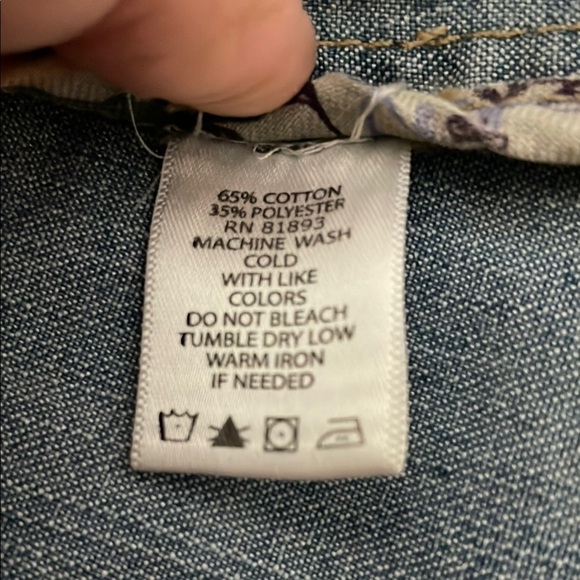 65% COTTON
35% POLYESTER
RN 81893
MACHINE WASH
COLD
WITH LIKE
COLORS
DO NOT BLEACH
TUMBLE DRY LOW
WARM IRON
IF NEEDED